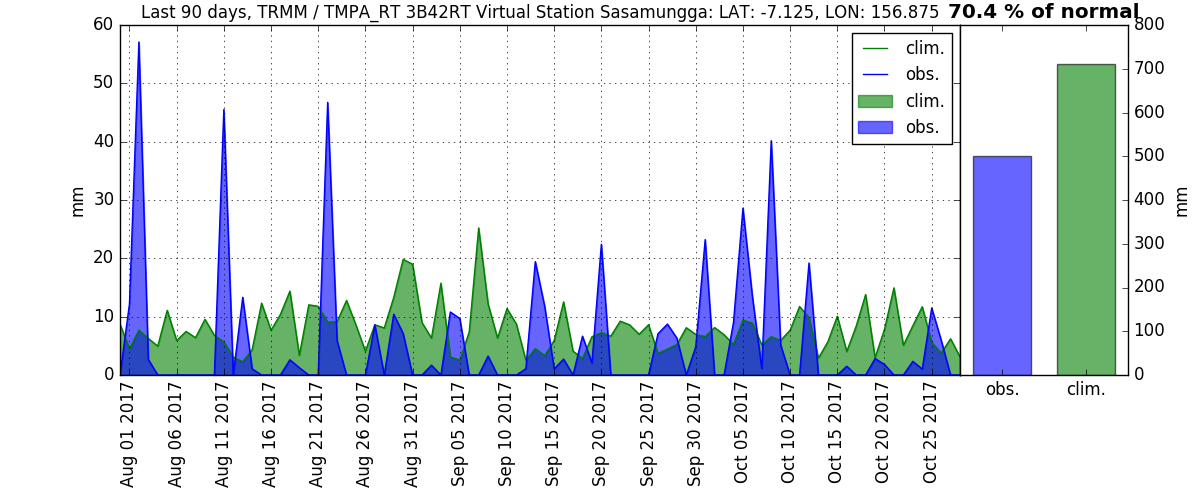 Last 90 days, TRMM / TMPA_RT 3B42RT Virtual Station Sasamungga: LAT: -7.125, LON: 156.875
70.4 % of normal
60
50
40
30
20
10
0
mm
clim.
obs.
clim.
obs.
800
700
600
500
400
300
200
100
0
mm
Aug 01 2017
Aug 06 2017
Aug 11 2017
Aug 16 2017
Aug 21 2017
Aug 26 2017
Aug 31 2017
Sep 05 2017
Sep 10 2017
Sep 15 2017
Sep 20 2017
Sep 25 2017
Sep 30 2017
Oct 05 2017
Oct 10 2017
Oct 15 2017
Oct 20 2017
Oct 25 2017
obs.
clim.